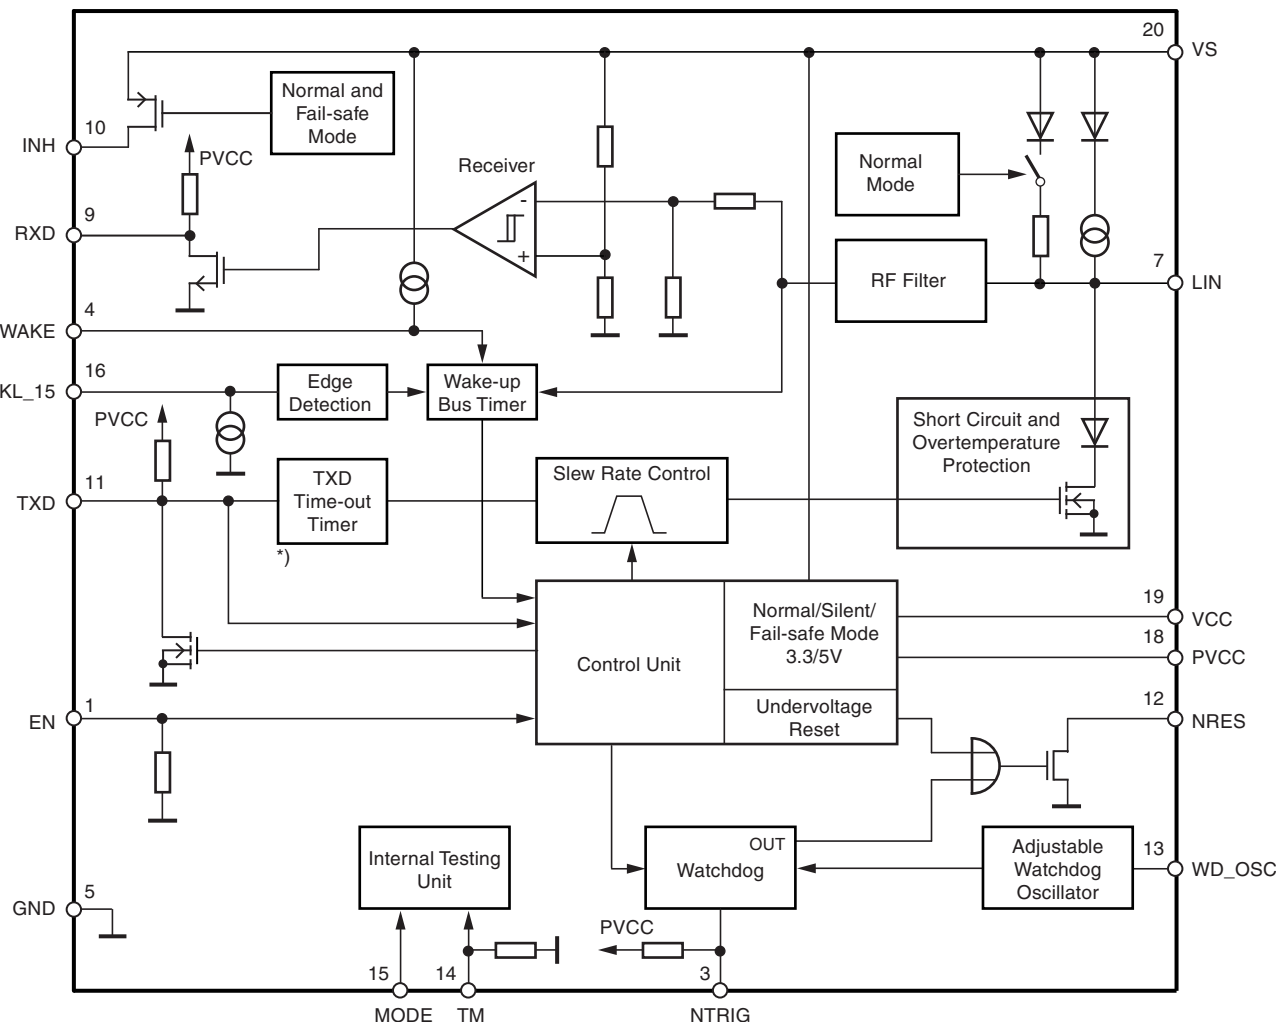 20
VS
Normal and
Fail-safe
Mode
10
INH
PVCC
Receiver
Normal
Mode
-
9
RXD
+
7
RF Filter
LIN
4
WAKE
16
KL_15
Edge
Detection
Wake-up
Bus Timer
PVCC
Short Circuit and
Overtemperature
Protection
11
TXD
TXD
Time-out
Timer
*)
Slew Rate Control
Control Unit
Normal/Silent/
Fail-safe Mode
3.3/5V
19
VCC
18
PVCC
Undervoltage
Reset
12
NRES
1
EN
Internal Testing
Unit
OUT
Watchdog
Adjustable
Watchdog
Oscillator
13
WD_OSC
5
GND
PVCC
15
14
3
MODE
TM
NTRIG